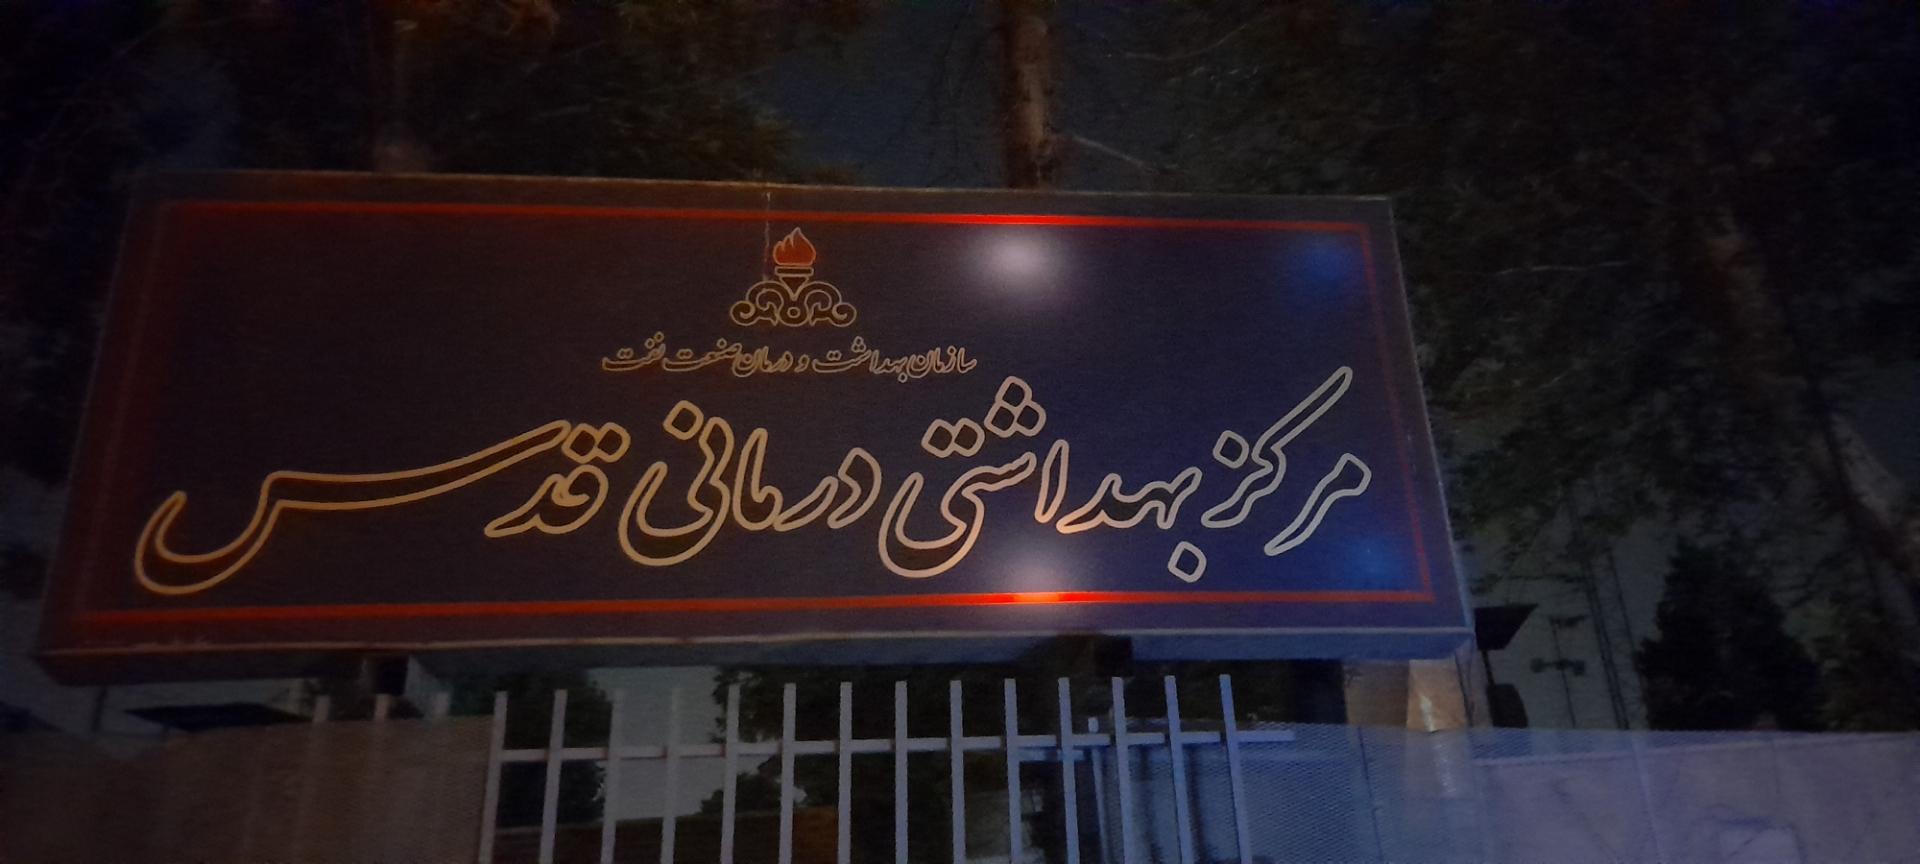 سازمان بهداشت و درمان صنعت نفت
مرکز بهداشتی درمانی قدس